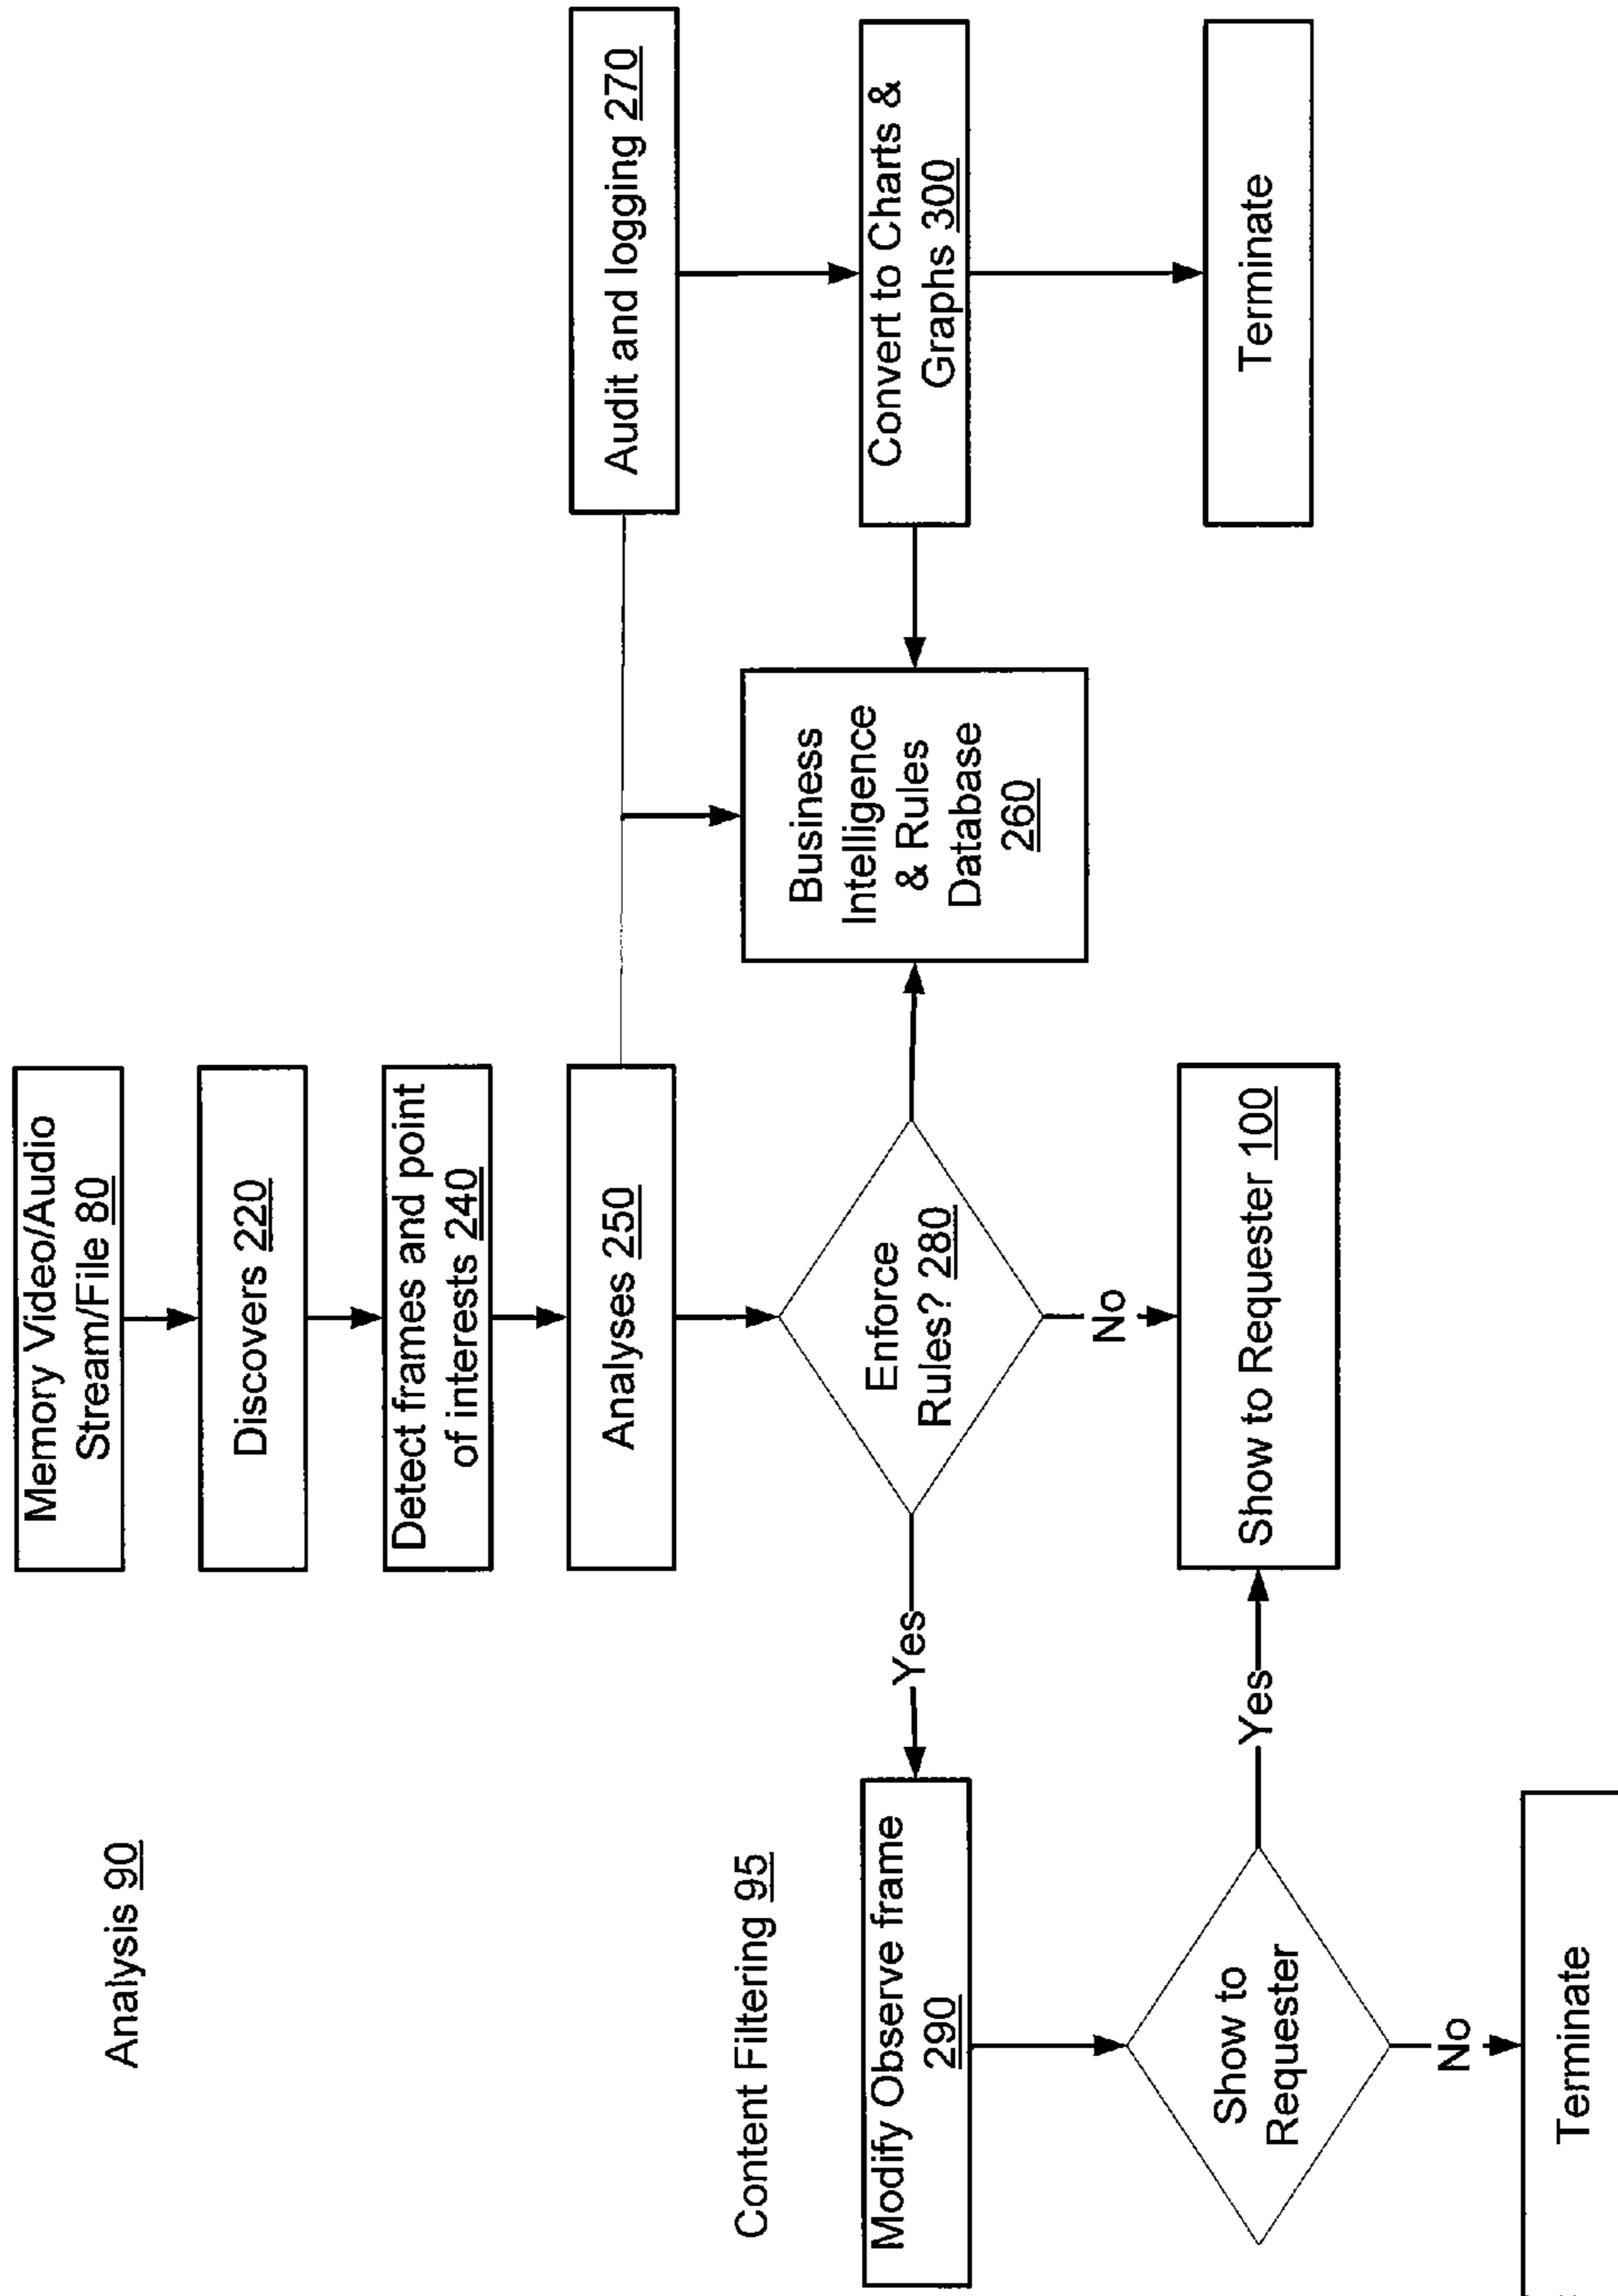 Analysis 90
Memory Video/Audio
Stream/File 80
Discovers 220
Detect frames and point
of interests 240
Analyses 250
Audit and logging 270
Content Filtering 95
Modify Observe frame
290
Yes
Enforce
Rules? 280
Business
Intelligence
& Rules
Database
260
Convert to Charts &
Graphs 300
No
Show to
Requester
Yes
Show to Requester 100
Terminate
No
Terminate